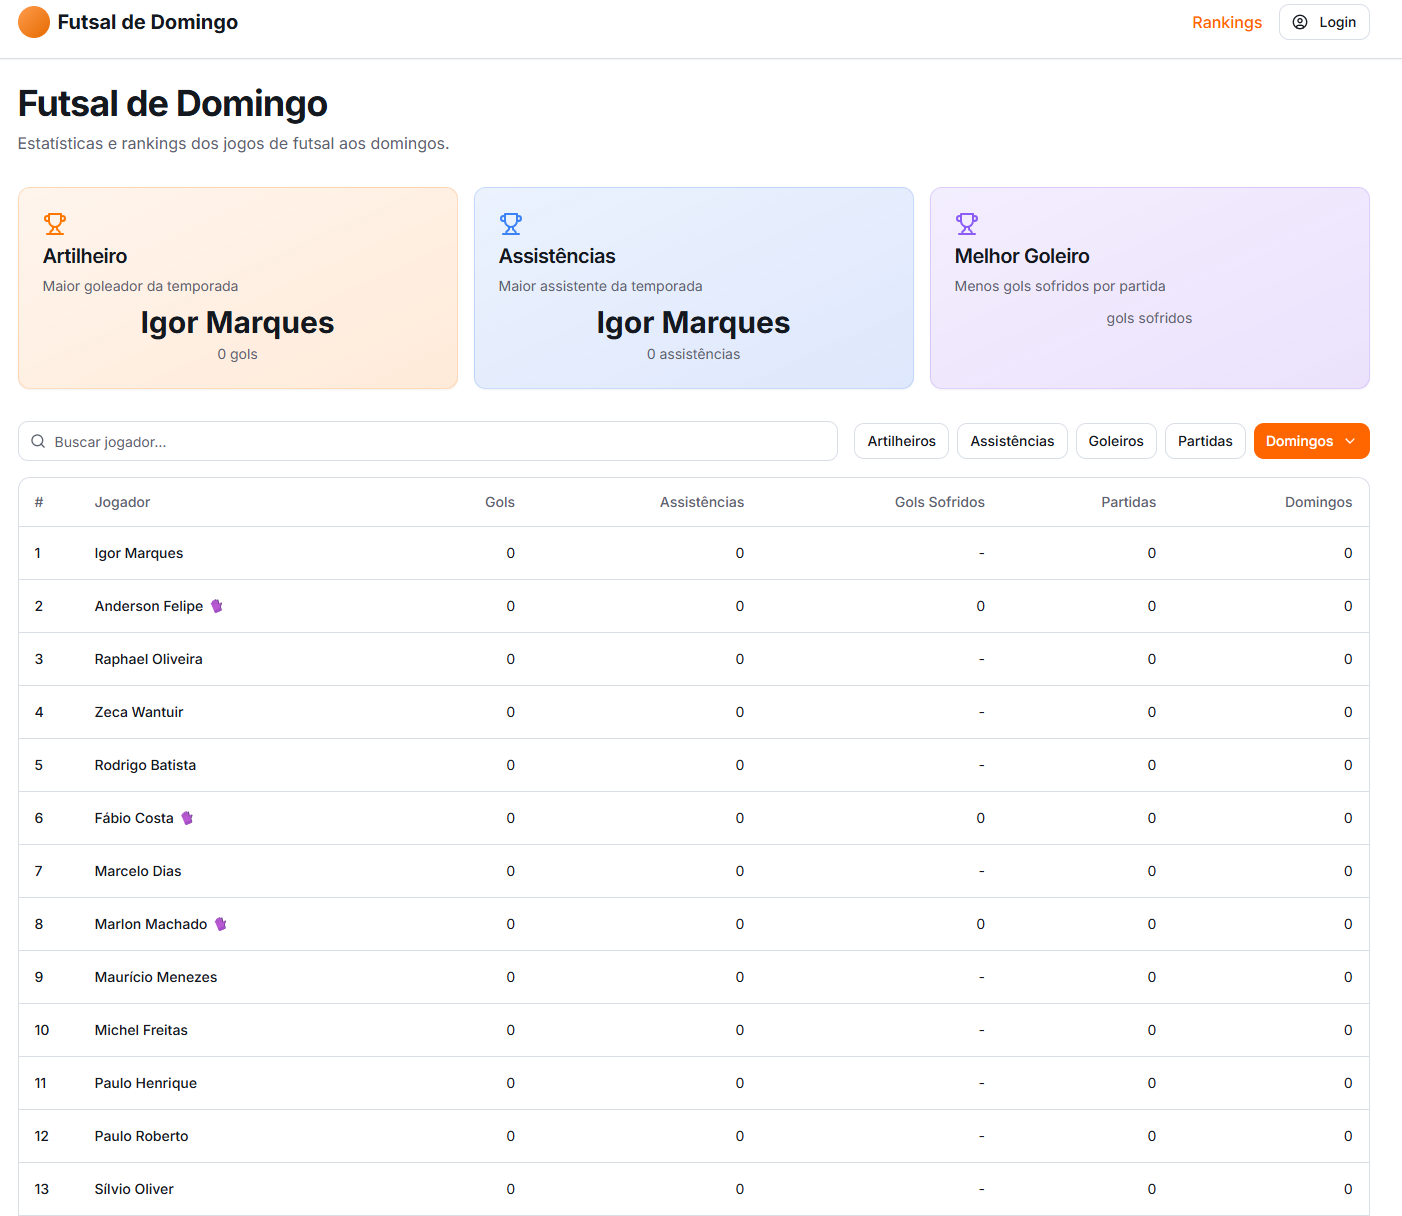 Futsal de Domingo
Rankings
Login
Futsal de Domingo
Estatísticas e rankings dos jogos de futsal aos domingos.
Artilheiro
Maior goleador da temporada
Igor Marques
0 gols
Assistências
Maior assistente da temporada
Igor Marques
0 assistências
Melhor Goleiro
Menos gols sofridos por partida
gols sofridos
Buscar jogador...
Artilheiros
Assistências
Goleiros
Partidas
Domingos
# Jogador Gols Assistências Gols Sofridos Partidas Domingos
1 Igor Marques 0 0 - 0 0
2 Anderson Felipe 0 0 0 0 0
3 Raphael Oliveira 0 0 - 0 0
4 Zeca Wantuir 0 0 - 0 0
5 Rodrigo Batista 0 0 - 0 0
6 Fábio Costa 0 0 0 0 0
7 Marcelo Dias 0 0 - 0 0
8 Marlon Machado 0 0 0 0 0
9 Maurício Menezes 0 0 - 0 0
10 Michel Freitas 0 0 - 0 0
11 Paulo Henrique 0 0 - 0 0
12 Paulo Roberto 0 0 - 0 0
13 Sílvio Oliver 0 0 - 0 0